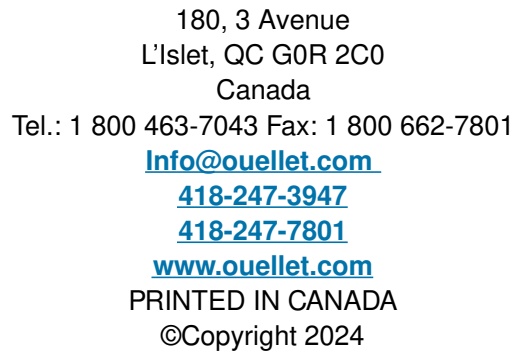 180, 3 Avenue
L'Islet, QC G0R 2C0
Canada
Tel.: 1 800 463-7043 Fax: 1 800 662-7801
Info@ouellet.com
418-247-3947
418-247-7801
www.ouellet.com
PRINTED IN CANADA
©Copyright 2024